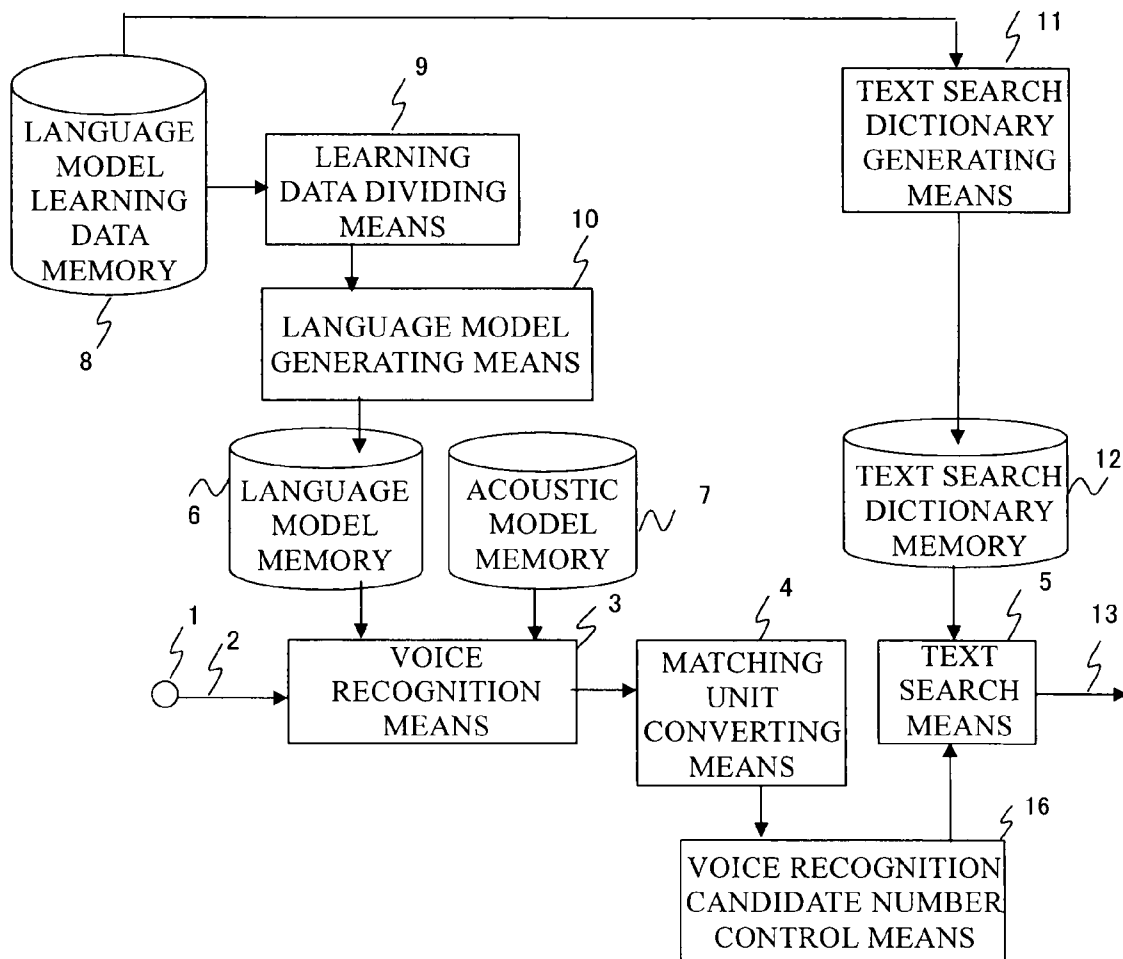 11
TEXT SEARCH
DICTIONARY
GENERATING
MEANS
LANGUAGE
MODEL
LEARNING
DATA
MEMORY
8
9
LEARNING
DATA DIVIDING
MEANS
10
LANGUAGE MODEL
GENERATING MEANS
6
LANGUAGE
MODEL
MEMORY
ACOUSTIC
MODEL
MEMORY
7
TEXT SEARCH
DICTIONARY
MEMORY
12
1
2
VOICE
RECOGNITION
MEANS
3
4
MATCHING
UNIT
CONVERTING
MEANS
5
TEXT
SEARCH
MEANS
13
16
VOICE RECOGNITION
CANDIDATE NUMBER
CONTROL MEANS